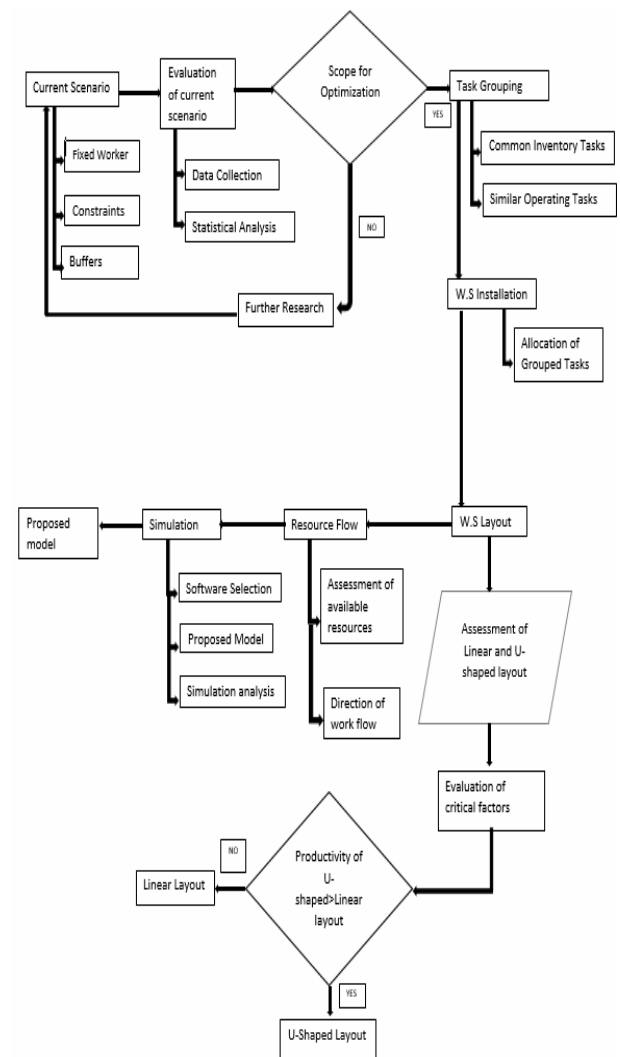 Current Scenario
Evaluation
of current
scenario
Scope for
Optimization
Task Grouping
YES
Fixed Worker
Constraints
Buffers
Data Collection
Statistical Analysis
NO
Further Research
Common Inventory Tasks
Similar Operating Tasks
W.S Installation
Allocation of
Grouped Tasks
Proposed
model
Simulation
Resource Flow
W.S Layout
Software Selection
Proposed Model
Simulation analysis
Assessment of
available
resources
Direction of
work flow
Assessment of
Linear and U-
shaped layout
Evaluation of
critical factors
Productivity of
U-
shaped>Linear
layout
NO
Linear Layout
YES
U-Shaped Layout